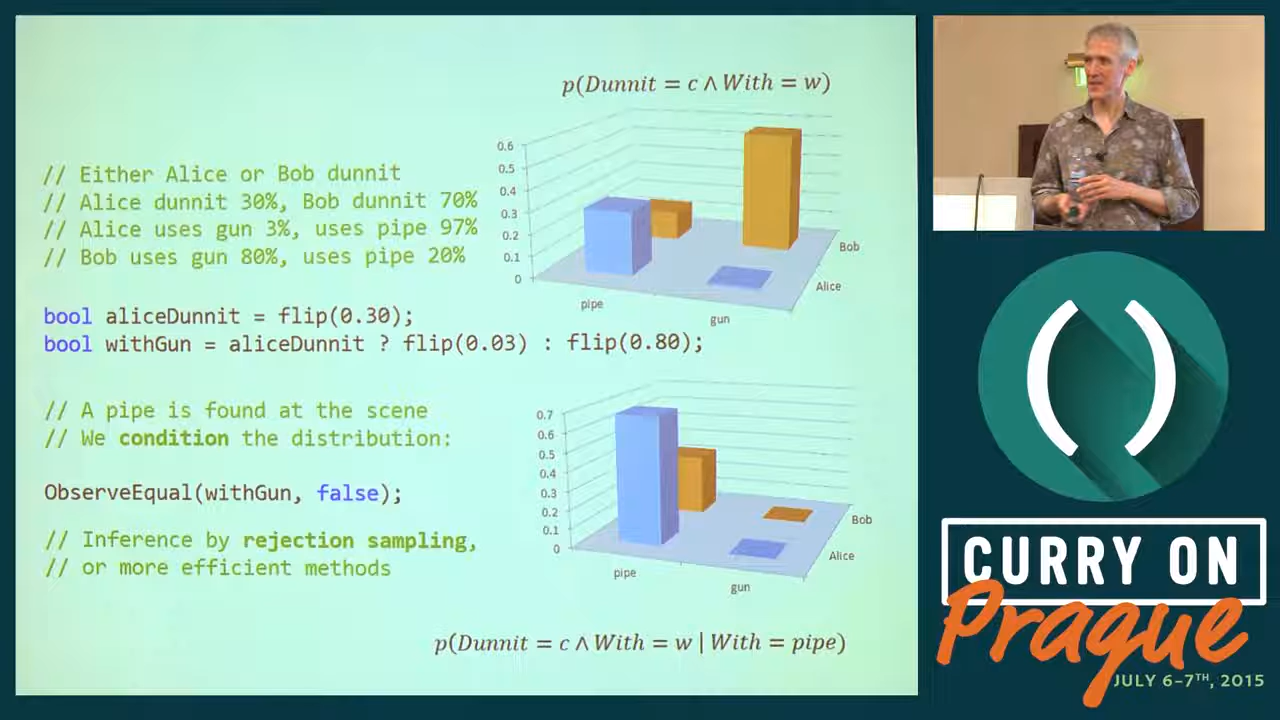 p(Dunnit = c ∧ With = w)
// Either Alice or Bob dunnit
// Alice dunnit 30%, Bob dunnit 70%
// Alice uses gun 3%, uses pipe 97%
// Bob uses gun 80%, uses pipe 20%
0.6
0.5
0.4
0.3
0.2
0.1
0
Bob
Alice
pipe
gun
bool aliceDunnit = flip(0.30);
bool withGun = aliceDunnit ? flip(0.03) : flip(0.80);
// A pipe is found at the scene
// We condition the distribution:
ObserveEqual(withGun, false);
// Inference by rejection sampling,
// or more efficient methods
0.7
0.6
0.5
0.4
0.3
0.2
0.1
0
Bob
Alice
pipe
gun
p(Dunnit = c ∧ With = w | With = pipe)
( )
CURRY ON
Prague
JULY 6-7TH, 2015